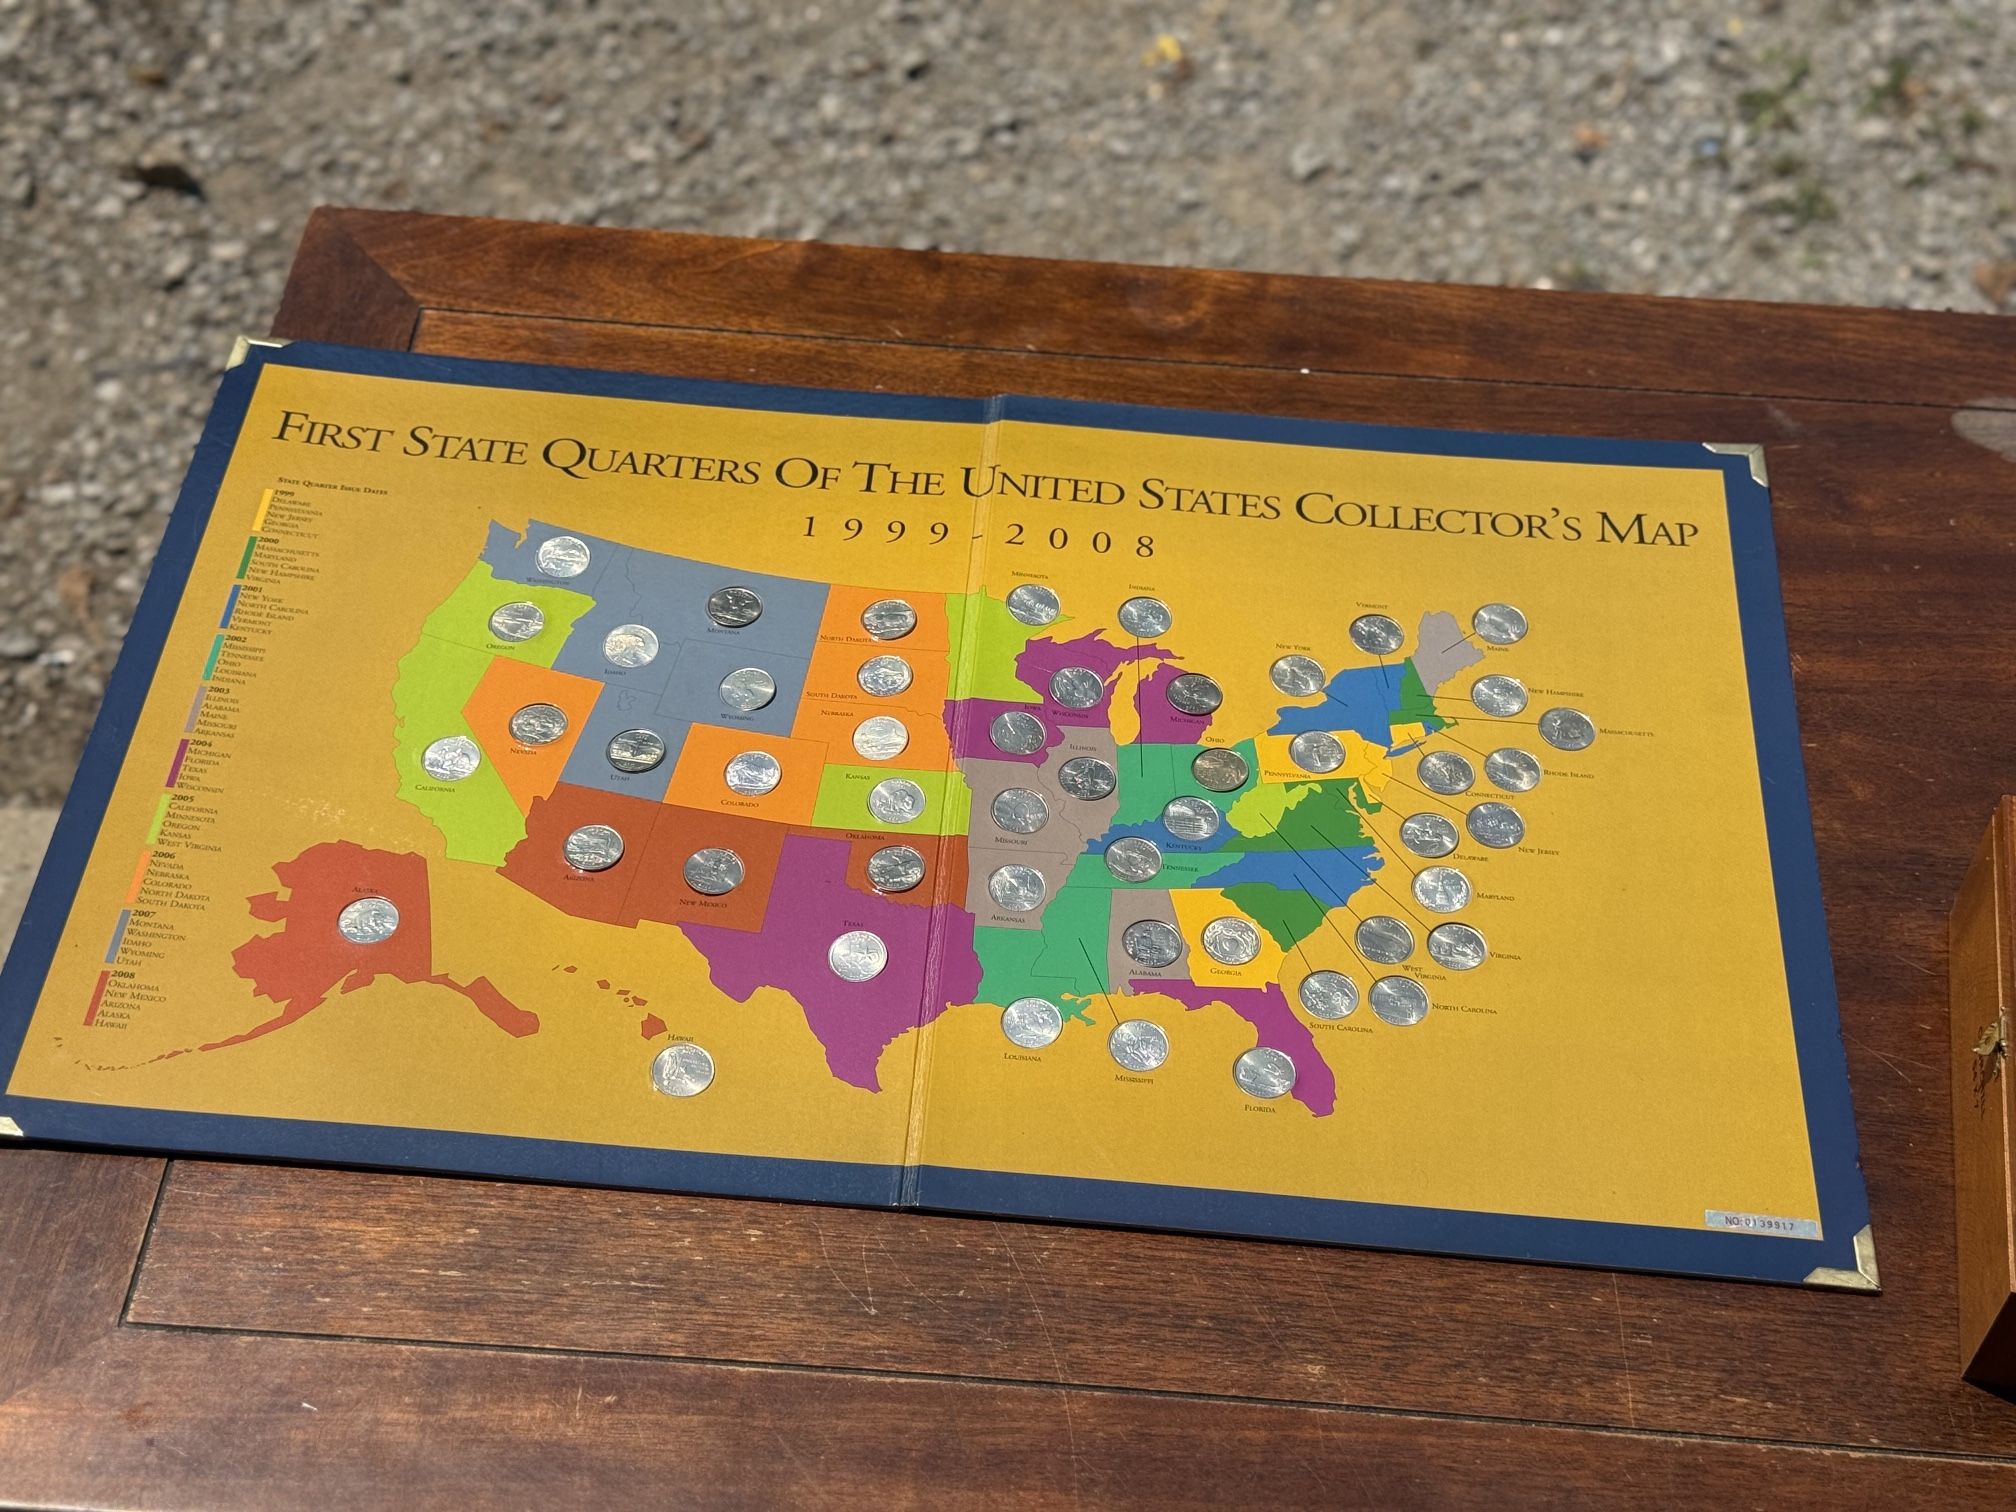 FIRST STATE QUARTERS OF THE UNITED STATES COLLECTOR'S MAP
1999-2008
STATE QUARTER ISSUE DATES
1999
DELAWARE
PENNSYLVANIA
NEW JERSEY
GEORGIA
CONNECTICUT
2000
MASSACHUSETTS
MARYLAND
SOUTH CAROLINA
NEW HAMPSHIRE
VIRGINIA
2001
NEW YORK
NORTH CAROLINA
RHODE ISLAND
VERMONT
KENTUCKY
2002
MISSISSIPPI
TENNESSEE
OHIO
LOUISIANA
INDIANA
2003
ILLINOIS
ALABAMA
MAINE
MISSOURI
ARKANSAS
2004
MICHIGAN
FLORIDA
TEXAS
IOWA
WISCONSIN
2005
CALIFORNIA
MINNESOTA
OREGON
KANSAS
WEST VIRGINIA
2006
NEVADA
NEBRASKA
COLORADO
NORTH DAKOTA
SOUTH DAKOTA
2007
MONTANA
WASHINGTON
IDAHO
WYOMING
UTAH
2008
OKLAHOMA
NEW MEXICO
ARIZONA
ALASKA
HAWAII
WASHINGTON
OREGON
IDAHO
MONTANA
WYOMING
NEVADA
UTAH
CALIFORNIA
COLORADO
ARIZONA
NEW MEXICO
ALASKA
HAWAII
NORTH DAKOTA
SOUTH DAKOTA
NEBRASKA
KANSAS
OKLAHOMA
TEXAS
MINNESOTA
INDIANA
IOWA
WISCONSIN
MICHIGAN
ILLINOIS
OHIO
MISSOURI
KENTUCKY
TENNESSEE
ARKANSAS
ALABAMA
GEORGIA
LOUISIANA
MISSISSIPPI
FLORIDA
VERMONT
NEW YORK
MAINE
NEW HAMPSHIRE
MASSACHUSETTS
PENNSYLVANIA
RHODE ISLAND
CONNECTICUT
NEW JERSEY
DELAWARE
MARYLAND
VIRGINIA
WEST
VIRGINIA
NORTH CAROLINA
SOUTH CAROLINA
NO: 013991.7